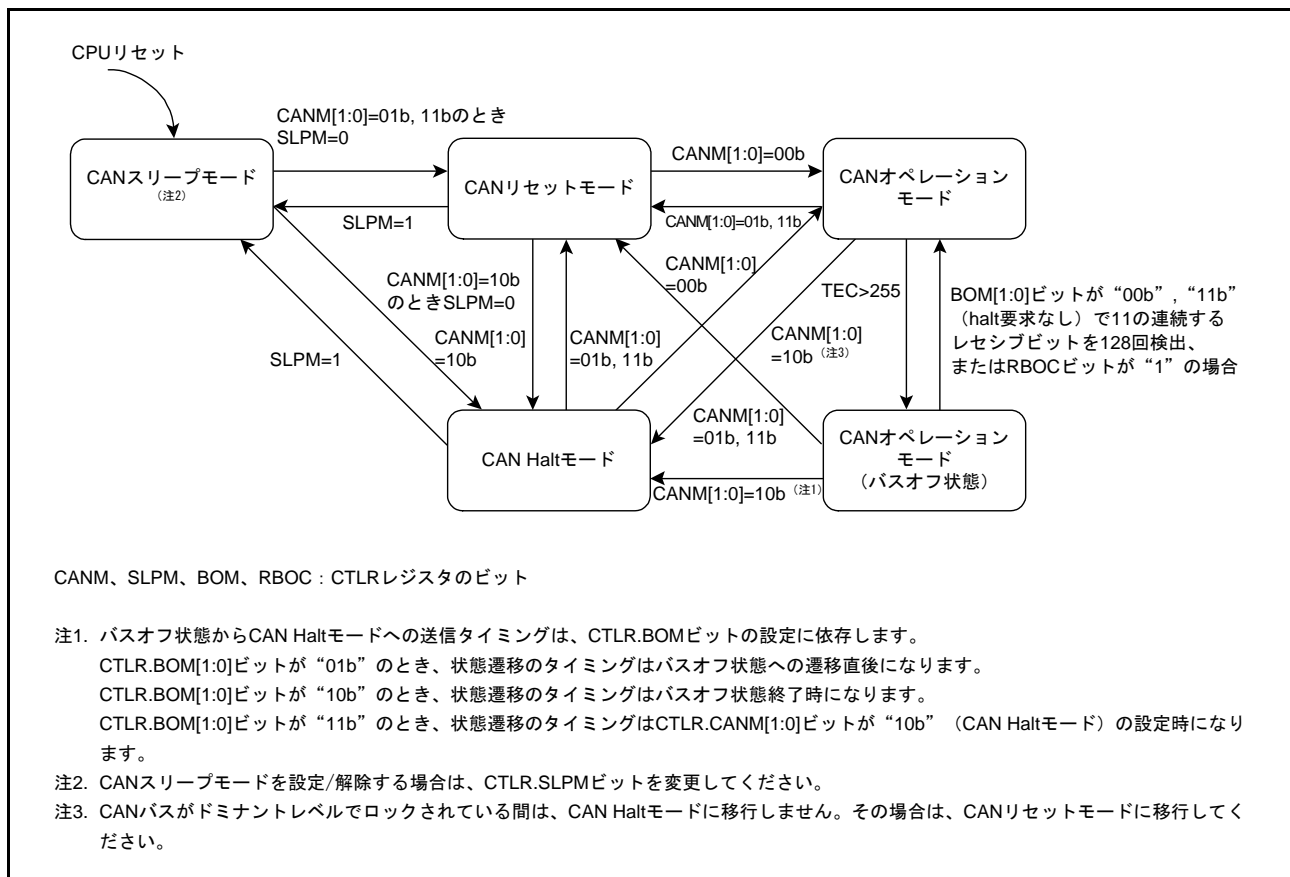 CPUリセット
CANM[1:0]=01b, 11bのとき
SLPM=0
CANスリープモード
(注2)
SLPM=1
CANリセットモード
CANM[1:0]=00b
CANM[1:0]=01b, 11b
CANオペレーション
モード
CANM[1:0]=10b
のときSLPM=0
CANM[1:0]
=10b
SLPM=1
CANM[1:0]
=01b, 11b
CANM[1:0]
=00b
CANM[1:0]
=10b (注3)
TEC>255
BOM[1:0]ビットが“00b”, “11b”
(halt要求なし)で11の連続する
レセシブビットを128回検出、
またはRBOCビットが“1”の場合
CAN Haltモード
CANM[1:0]
=01b, 11b
CANM[1:0]=10b (注1)
CANオペレーション
モード
(バスオフ状態)
CANM、SLPM、BOM、RBOC:CTLRレジスタのビット
注1. バスオフ状態からCAN Haltモードへの送信タイミングは、CTLR.BOMビットの設定に依存します。
CTLR.BOM[1:0]ビットが“01b”のとき、状態遷移のタイミングはバスオフ状態への遷移直後になります。
CTLR.BOM[1:0]ビットが“10b”のとき、状態遷移のタイミングはバスオフ状態終了時になります。
CTLR.BOM[1:0]ビットが“11b”のとき、状態遷移のタイミングはCTLR.CANM[1:0]ビットが“10b”(CAN Haltモード)の設定時になり
ます。
注2. CANスリープモードを設定/解除する場合は、CTLR.SLPMビットを変更してください。
注3. CANバスがドミナントレベルでロックされている間は、CAN Haltモードに移行しません。その場合は、CANリセットモードに移行してく
ださい。